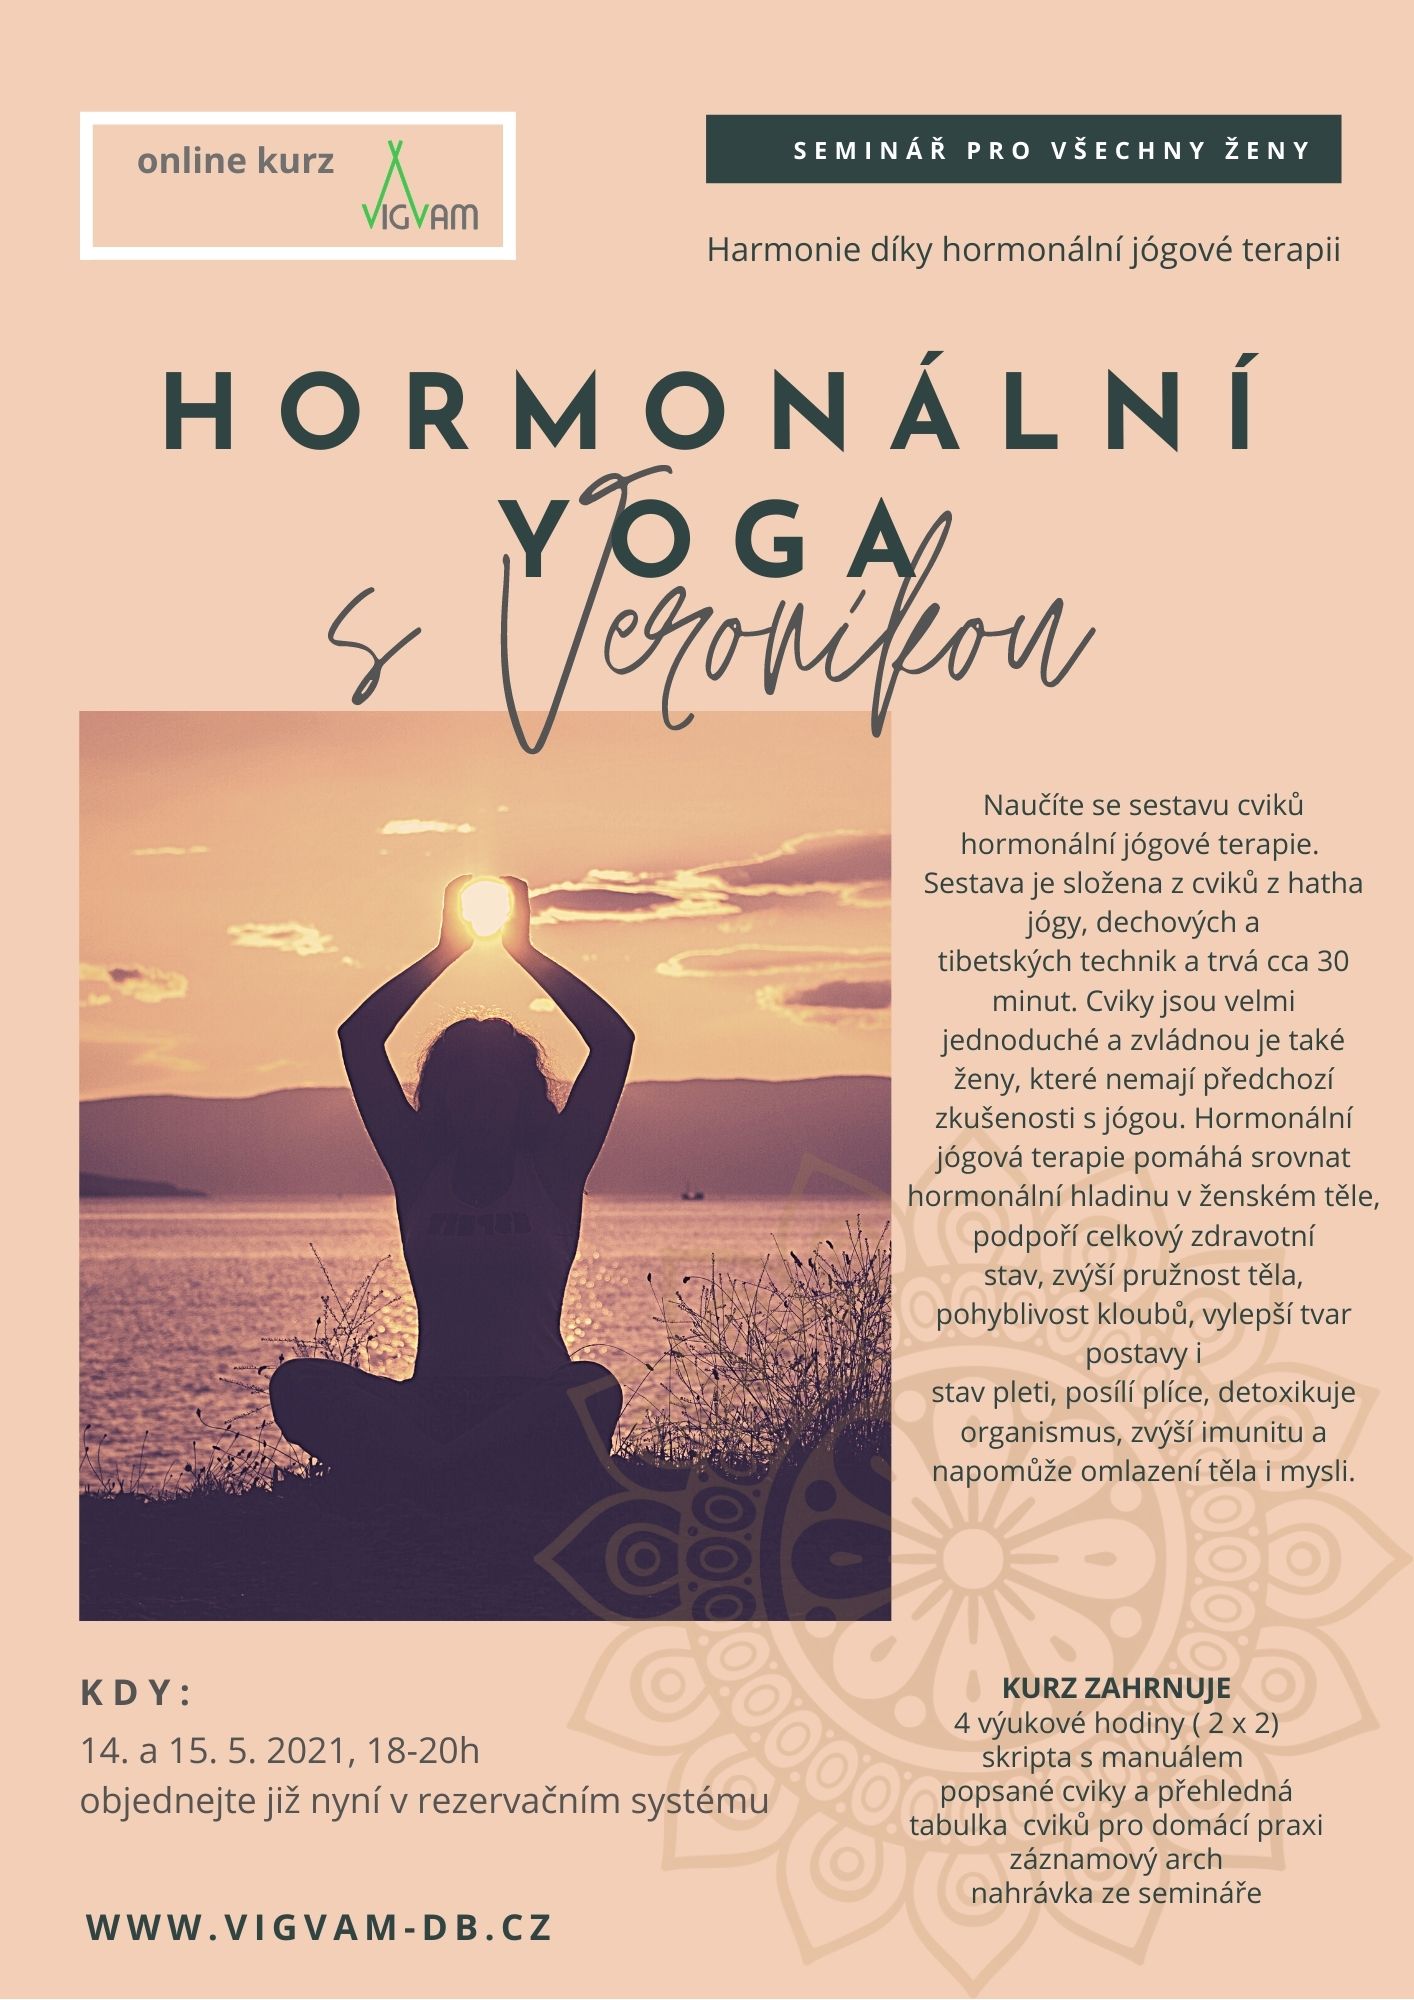 online kurz
VIGVAM
SEMINÁŘ PRO VŠECHNY ŽENY
Harmonie díky hormonální jógové terapii
HORMONÁLNÍ
YOGA
s Veronikou
Naučíte se sestavu cviků
hormonální jógové terapie.
Sestava je složena z cviků z hatha
jógy, dechových a
tibetských technik a trvá cca 30
minut. Cviky jsou velmi
jednoduché a zvládnou je také
ženy, které nemají předchozí
zkušenosti s jógou. Hormonální
jógová terapie pomáhá srovnat
hormonální hladinu v ženském těle,
podpoří celkový zdravotní
stav, zvýší pružnost těla,
pohyblivost kloubů, vylepší tvar
postavy i
stav pleti, posílí plíce, detoxikuje
organismus, zvýší imunitu a
napomůže omlazení těla i mysli.
KDY:
14. a 15. 5. 2021, 18-20h
objednejte již nyní v rezervačním systému
WWW.VIGVAM-DB.CZ
KURZ ZAHRNUJE
4 výukové hodiny ( 2 x 2)
skripta s manuálem
popsané cviky a přehledná
tabulka  cviků pro domácí praxi
záznamový arch
nahrávka ze semináře